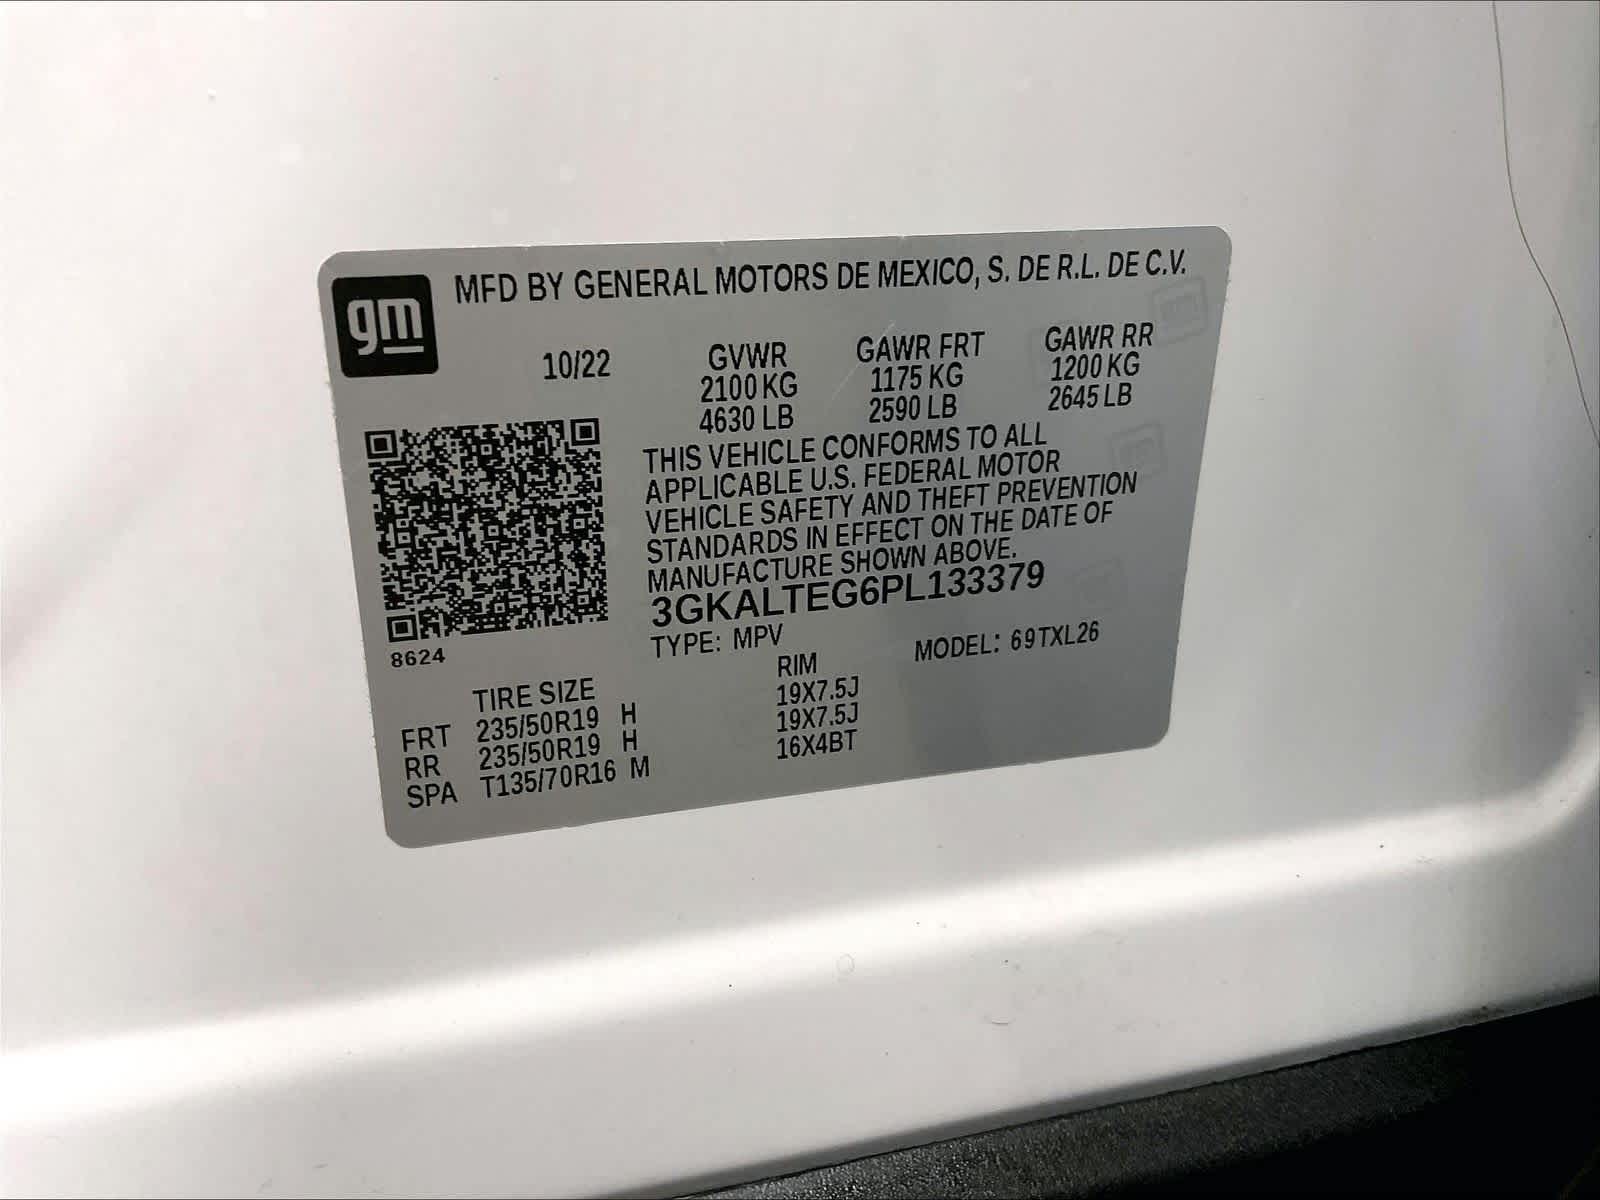 gm
MFD BY GENERAL MOTORS DE MEXICO, S. DE R.L. DE C.V.
10/22 GVWR GAWR FRT GAWR RR
2100 KG 1175 KG 1200 KG
4630 LB 2590 LB 2645 LB
THIS VEHICLE CONFORMS TO ALL
APPLICABLE U.S. FEDERAL MOTOR
VEHICLE SAFETY AND THEFT PREVENTION
STANDARDS IN EFFECT ON THE DATE OF
MANUFACTURE SHOWN ABOVE.
3GKALTEG6PL133379
TYPE: MPV MODEL: 69TXL26
8624
TIRE SIZE RIM
FRT 235/50R19 H 19X7.5J
RR 235/50R19 H 19X7.5J
SPA T135/70R16 M 16X4BT